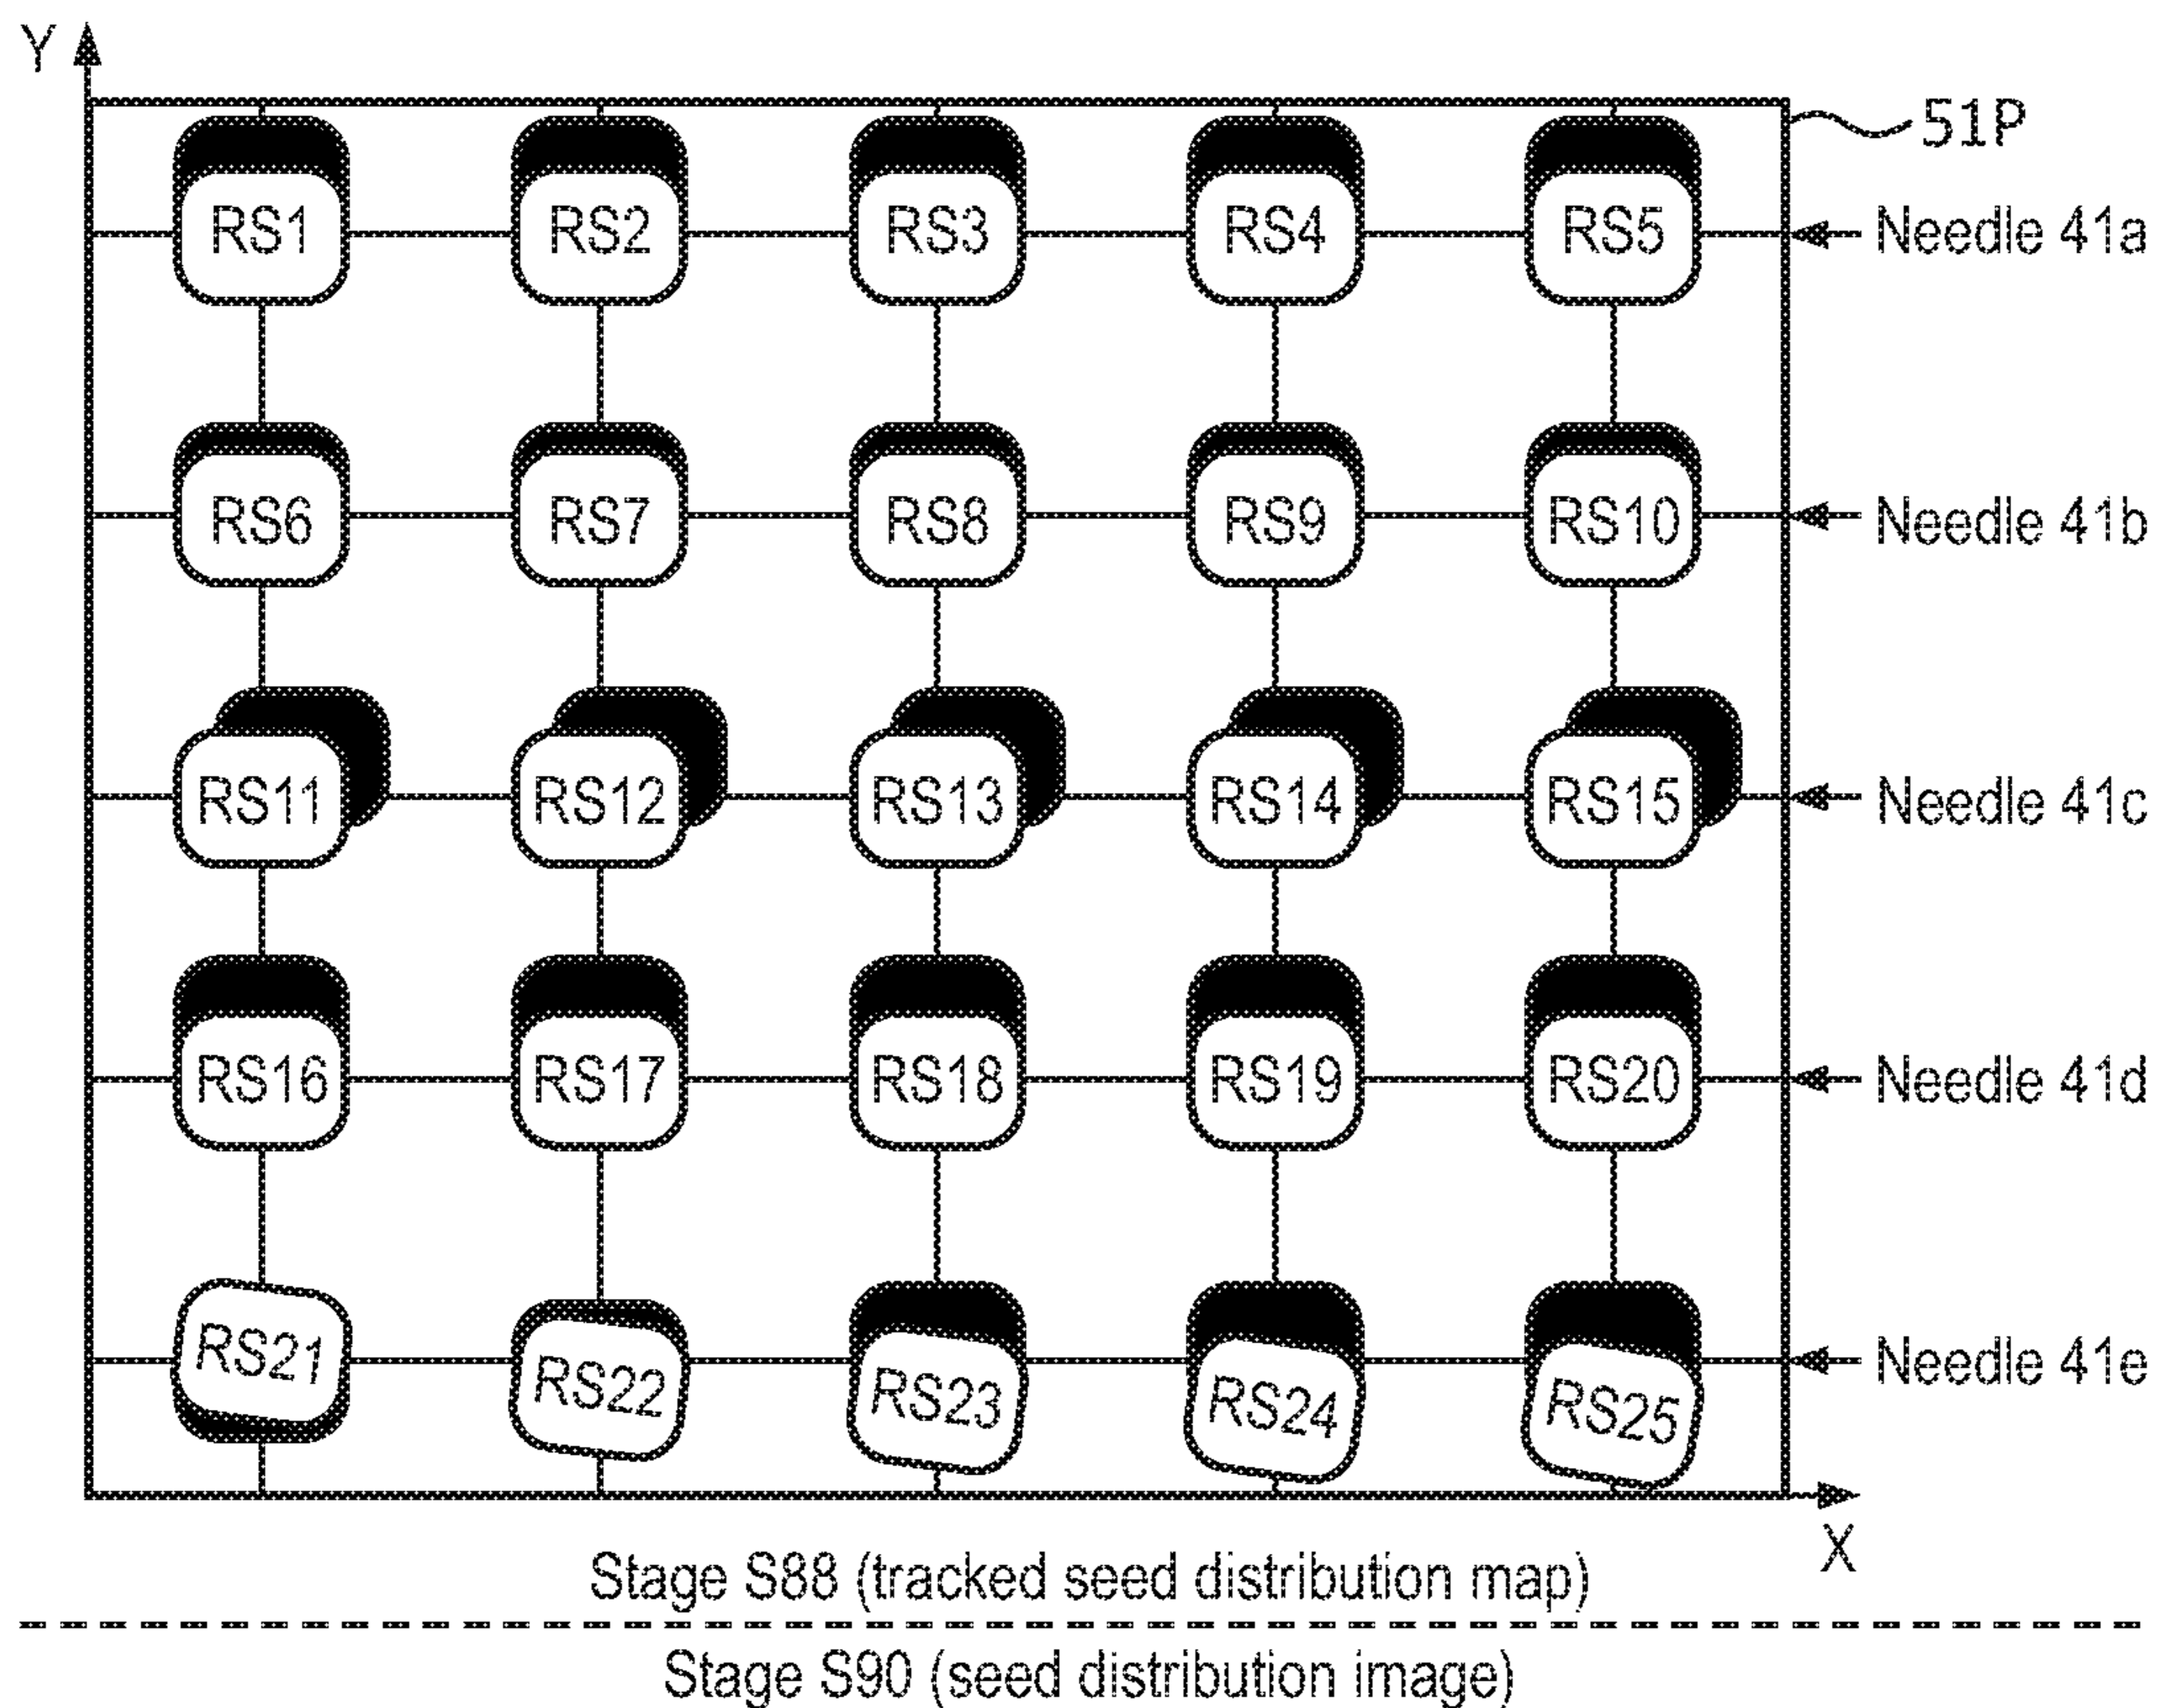 Y
51P
RS1 RS2 RS3 RS4 RS5 Needle 41a
RS6 RS7 RS8 RS9 RS10 Needle 41b
RS11 RS12 RS13 RS14 RS15 Needle 41c
RS16 RS17 RS18 RS19 RS20 Needle 41d
RS21 RS22 RS23 RS24 RS25 Needle 41e
X
Stage S88 (tracked seed distribution map)
Stage S90 (seed distribution image)